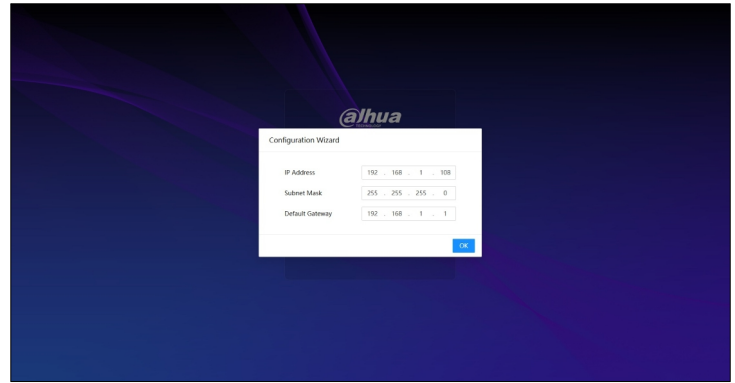 alhua
TECHNOLOGY
Configuration Wizard
IP Address 192 . 168 . 1 . 108
Subnet Mask 255 . 255 . 255 . 0
Default Gateway 192 . 168 . 1 . 1
OK